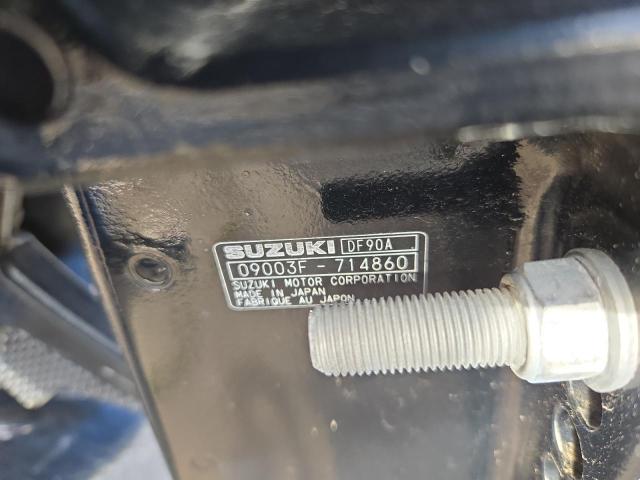 SUZUKI DF90A
09003F-714860
SUZUKI MOTOR CORPORATION
MADE IN JAPAN
FABRIQUE AU JAPON